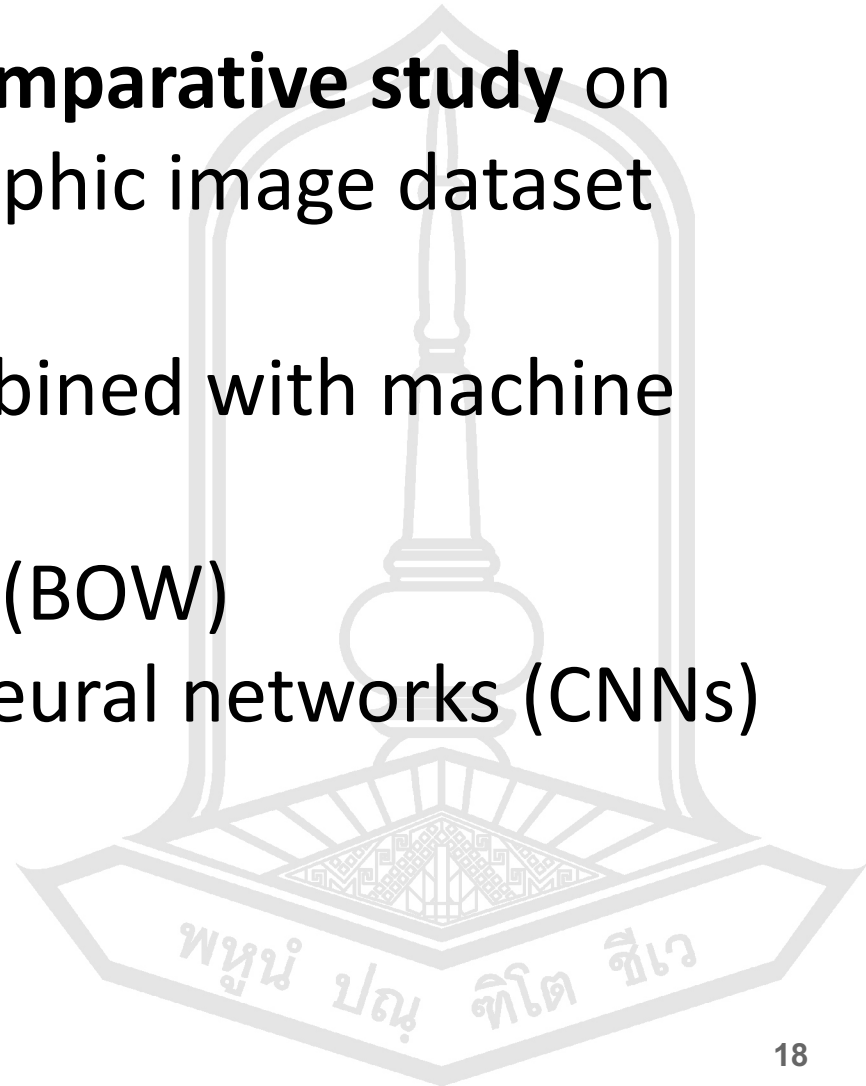 mparative study on
phic image dataset
bined with machine
(BOW)
eural networks (CNNs)
พหูนํ ปณฺฑิโต ชีเว
18